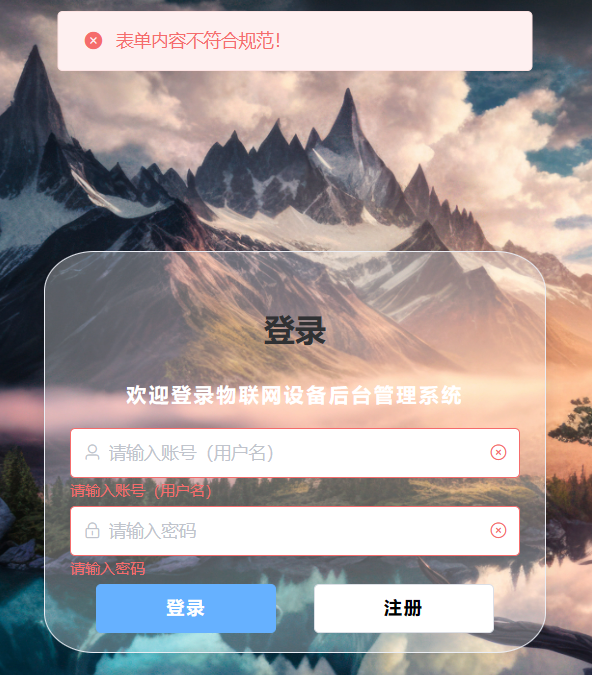 表单内容不符合规范!
登录
欢迎登录物联网设备后台管理系统
请输入账号（用户名）
请输入账号（用户名）
请输入密码
请输入密码
登录
注册